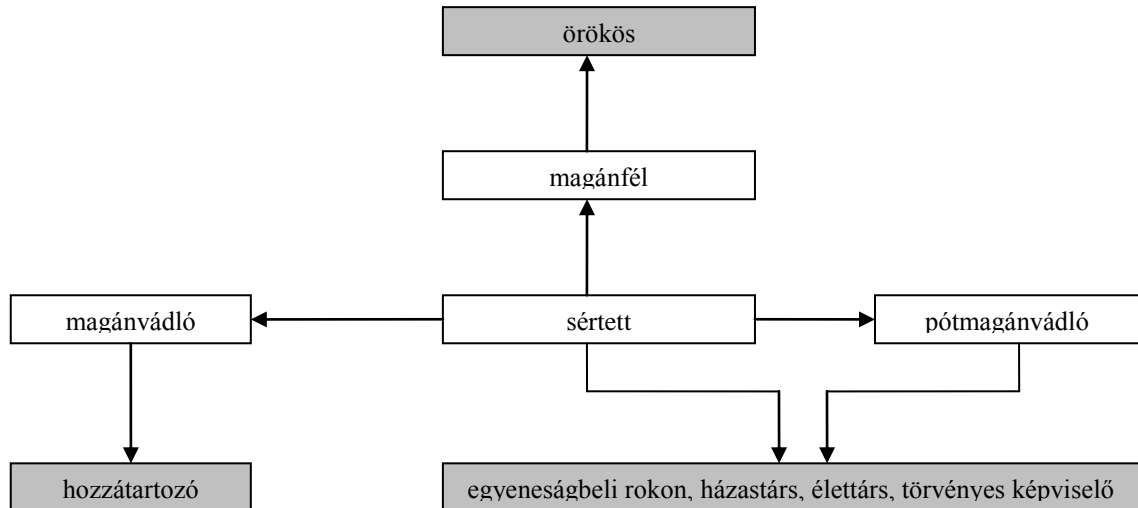 örökös
magánfél
magánvádló
sértett
pótmagánvádló
hozzátartozó
egyeneságbeli rokon, házastárs, élettárs, törvényes képviselő